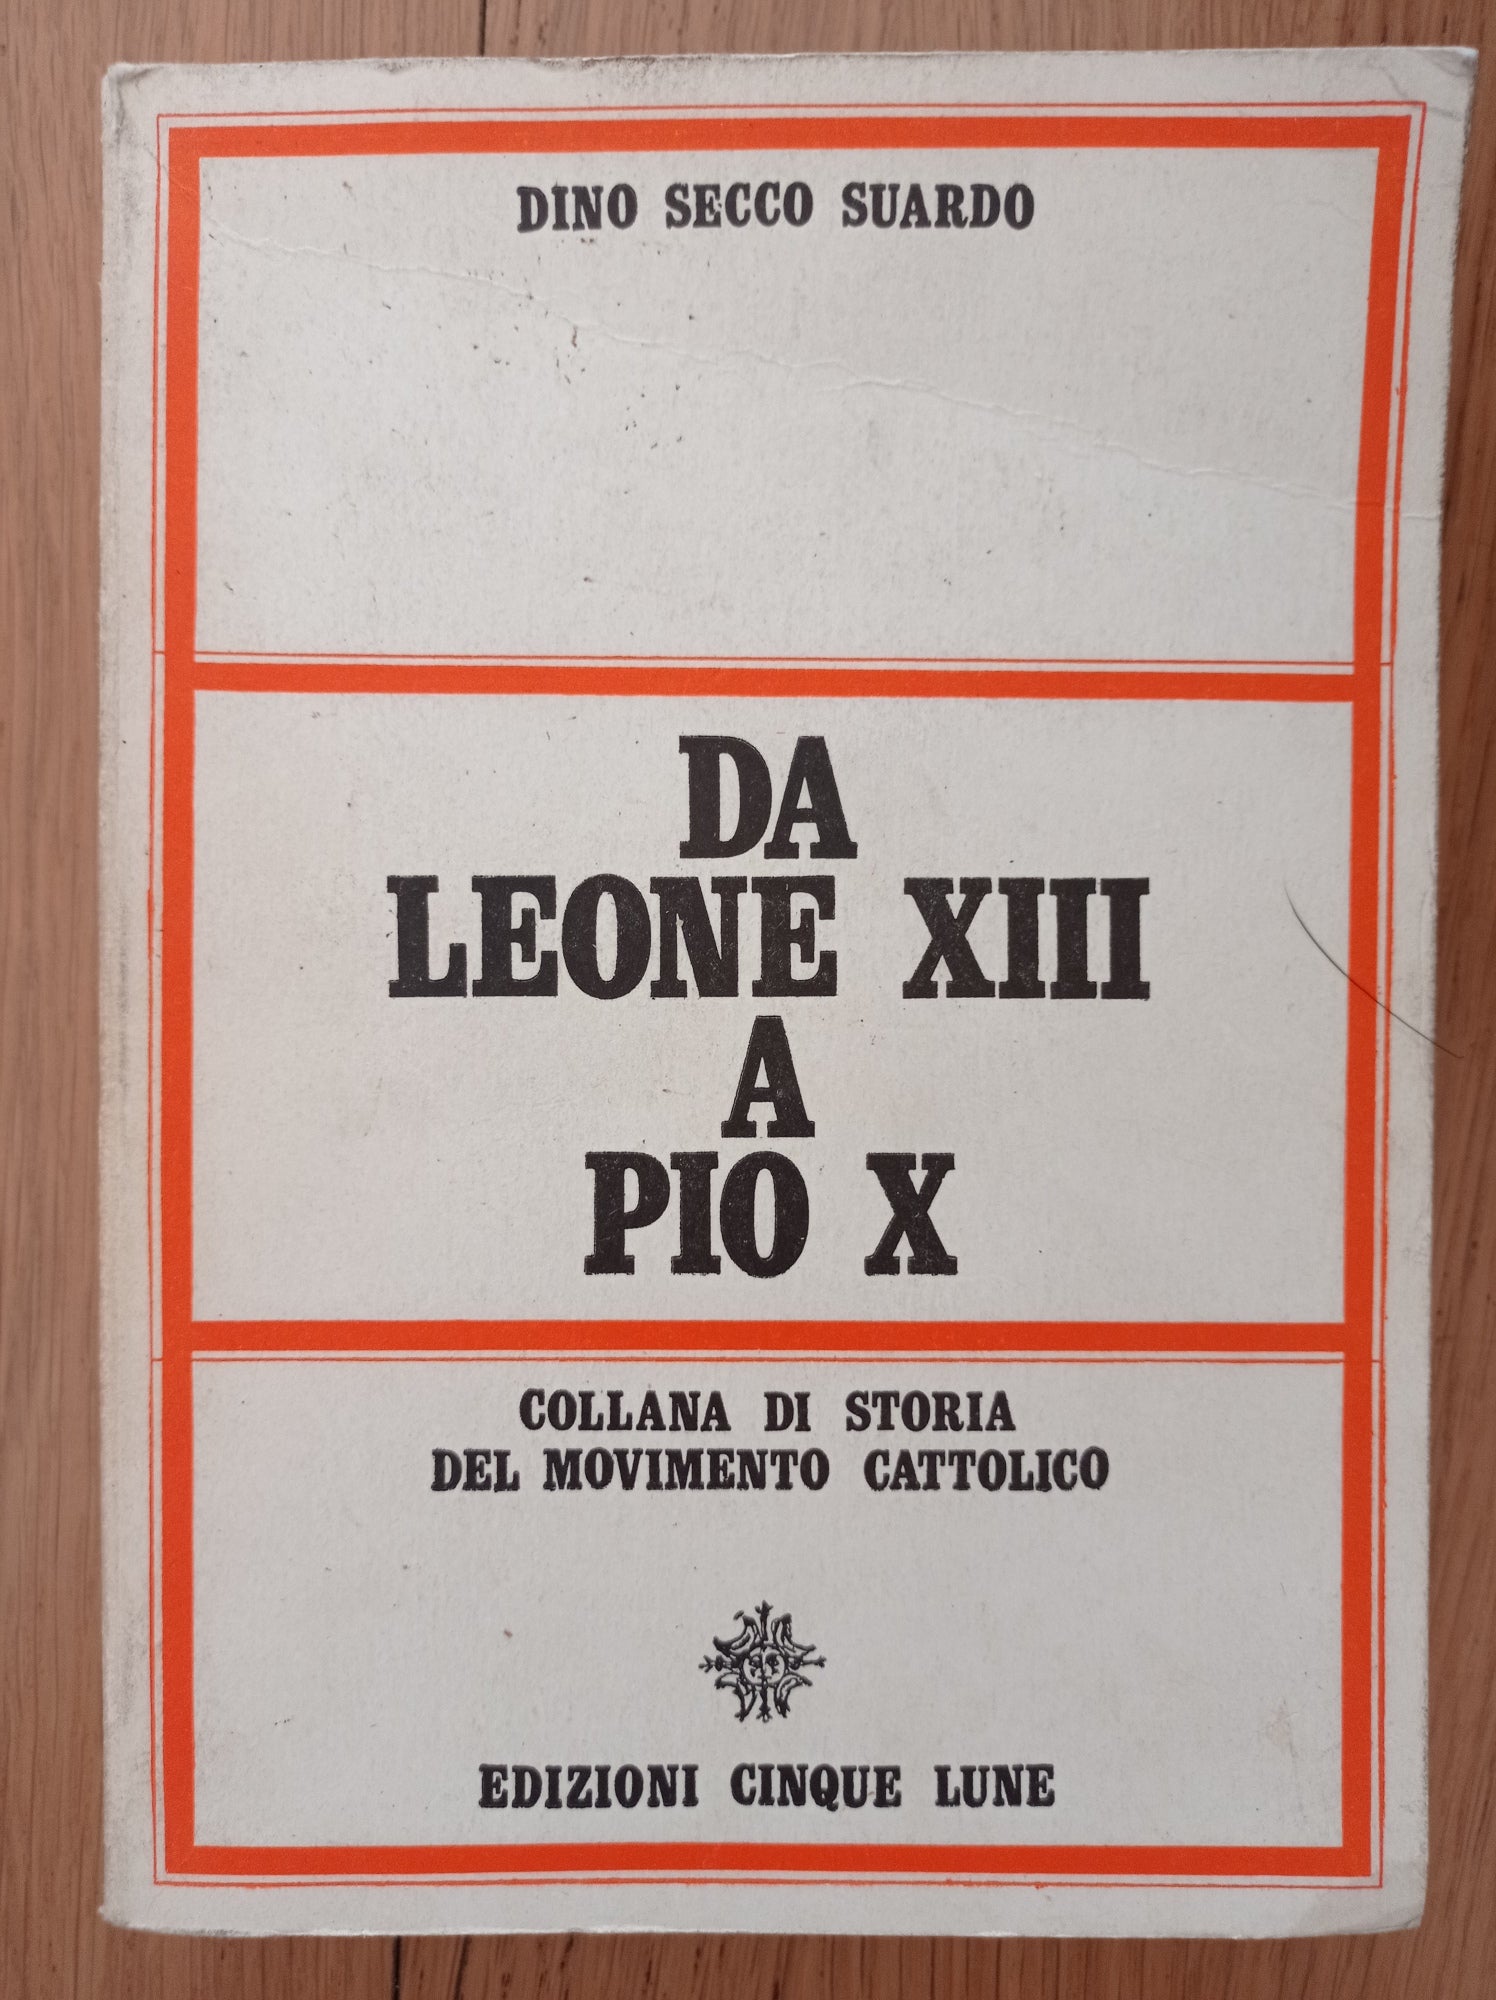 DINO SECCO SUARDO
DA
LEONE XIII
A
PIO X
COLLANA DI STORIA
DEL MOVIMENTO CATTOLICO
EDIZIONI CINQUE LUNE